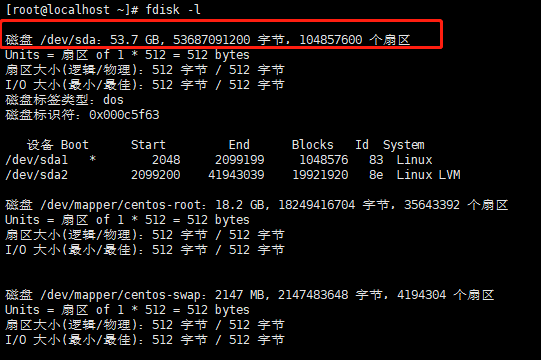 [root@localhost ~]# fdisk -l
磁盘 /dev/sda：53.7 GB, 53687091200 字节，104857600 个扇区
Units = 扇区 of 1 * 512 = 512 bytes
扇区大小(逻辑/物理)：512 字节 / 512 字节
I/O 大小(最小/最佳)：512 字节 / 512 字节
磁盘标签类型：dos
磁盘标识符：0x000c5f63
设备 Boot      Start         End      Blocks   Id  System
/dev/sda1   *        2048     2099199     1048576   83  Linux
/dev/sda2         2099200    41943039    19921920   8e  Linux LVM
磁盘 /dev/mapper/centos-root：18.2 GB, 18249416704 字节，35643392 个扇区
Units = 扇区 of 1 * 512 = 512 bytes
扇区大小(逻辑/物理)：512 字节 / 512 字节
I/O 大小(最小/最佳)：512 字节 / 512 字节
磁盘 /dev/mapper/centos-swap：2147 MB, 2147483648 字节，4194304 个扇区
Units = 扇区 of 1 * 512 = 512 bytes
扇区大小(逻辑/物理)：512 字节 / 512 字节
I/O 大小(最小/最佳)：512 字节 / 512 字节